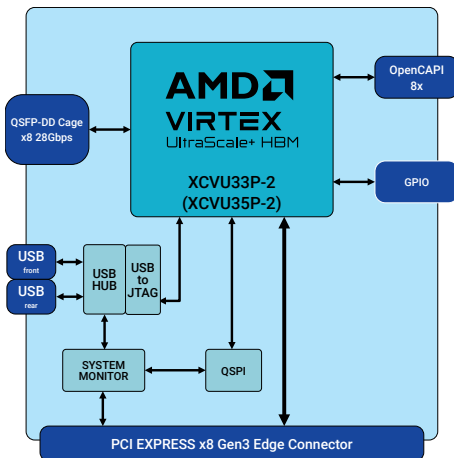 AMD
VIRTEX
UltraScale+ HBM
XCVU33P-2
(XCVU35P-2)
OpenCAPI
8x
QSFP-DD Cage
x8 28Gbps
GPIO
USB
front
USB
rear
USB
HUB
USB
to
JTAG
SYSTEM
MONITOR
QSPI
PCI EXPRESS x8 Gen3 Edge Connector